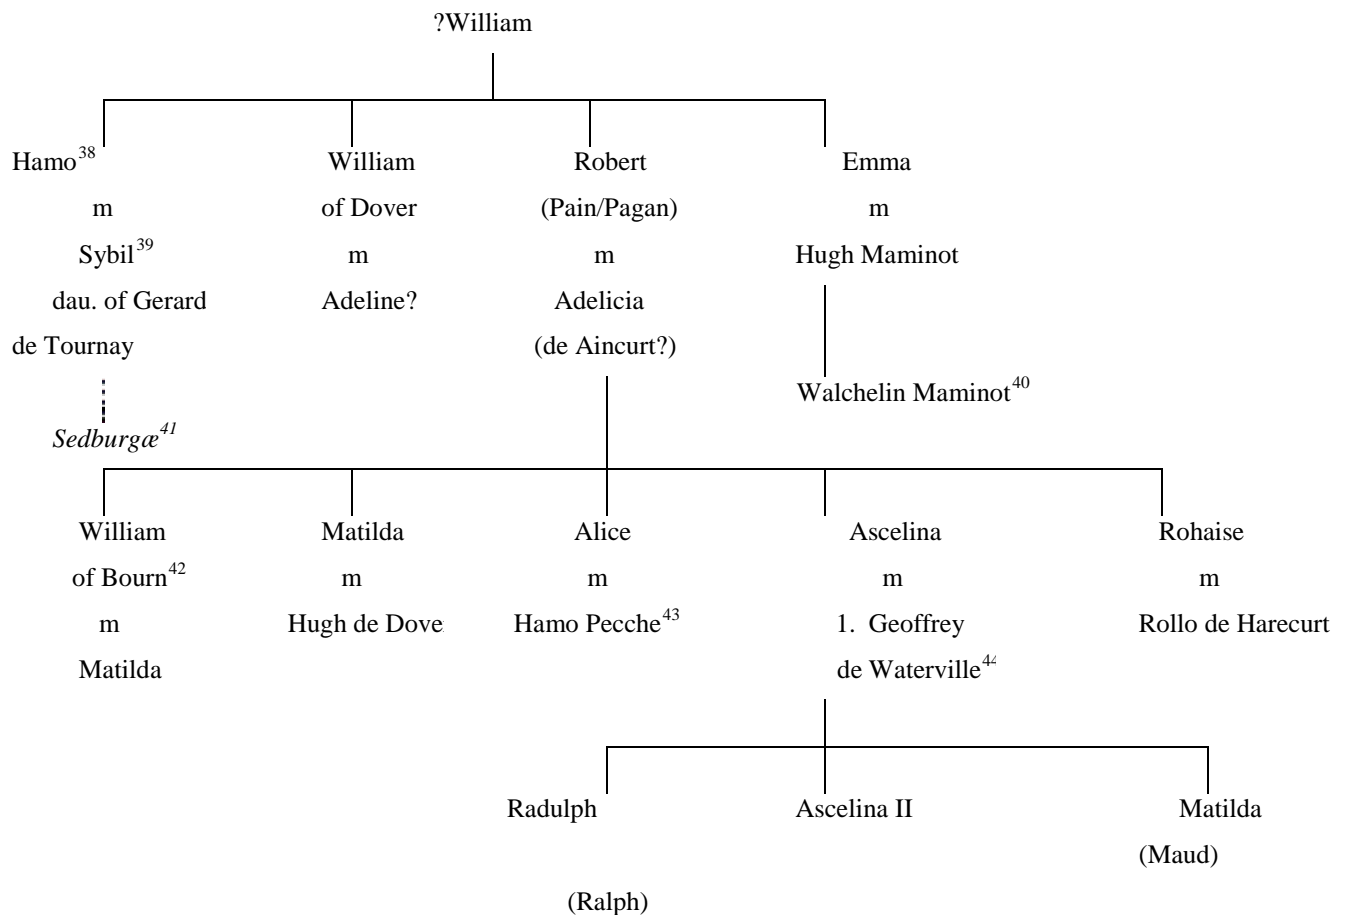 ?William
Hamo38 William Robert Emma
m of Dover (Pain/Pagan) m
Sybil39 m m Hugh Maminot
dau. of Gerard Adeline? Adelicia
de Tournay (de Aincurt?)
Walchelin Maminot40
Sedburgæ41
William Matilda Alice Ascelina Rohaise
of Bourn42 m m m m
m Hugh de Dove Hamo Pecche43 1. Geoffrey Rollo de Harecurt
Matilda de Waterville44
Radulph Ascelina II Matilda
(Maud)
(Ralph)